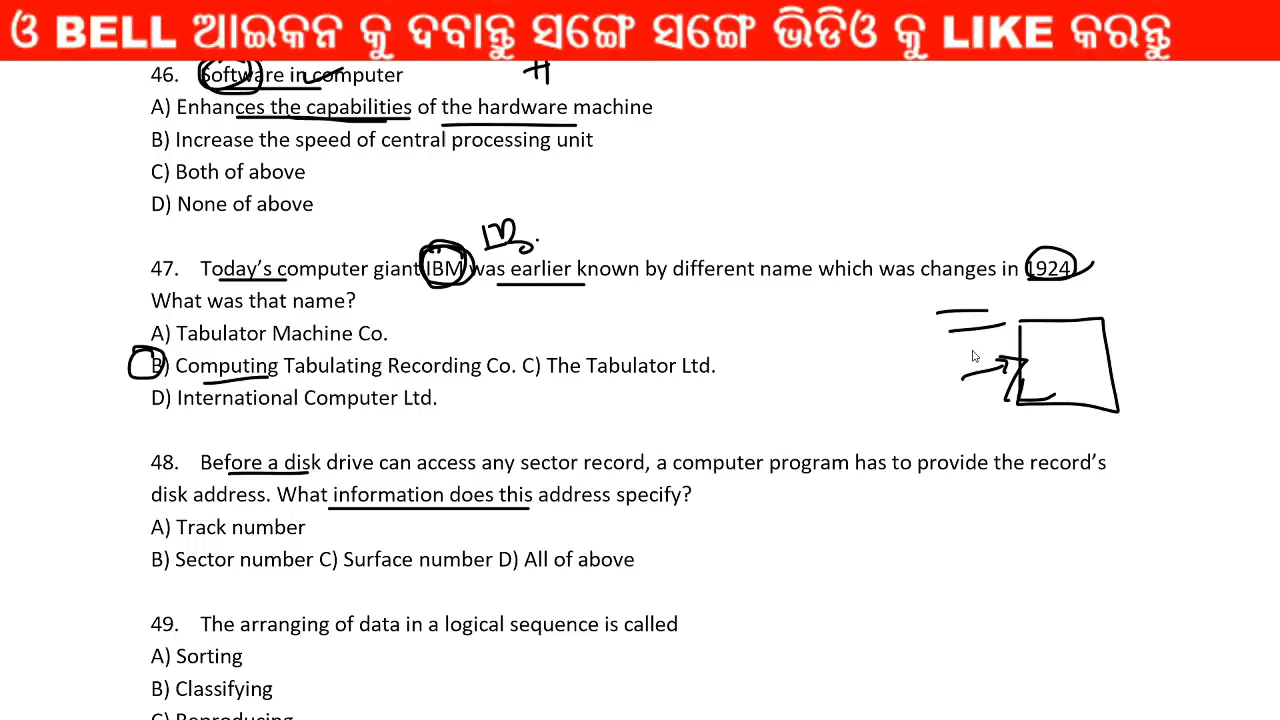 ଓ BELL ଆଇକନ କୁ ଦବାନ୍ତୁ ସଙ୍ଗେ ସଙ୍ଗେ ଭିଡିଓ କୁ LIKE କରନ୍ତୁ
46. Software in computer
A) Enhances the capabilities of the hardware machine
B) Increase the speed of central processing unit
C) Both of above
D) None of above
47. Today's computer giant IBM was earlier known by different name which was changes in 1924
What was that name?
A) Tabulator Machine Co.
B) Computing Tabulating Recording Co. C) The Tabulator Ltd.
D) International Computer Ltd.
48. Before a disk drive can access any sector record, a computer program has to provide the record's
disk address. What information does this address specify?
A) Track number
B) Sector number C) Surface number D) All of above
49. The arranging of data in a logical sequence is called
A) Sorting
B) Classifying
C) Reproducing